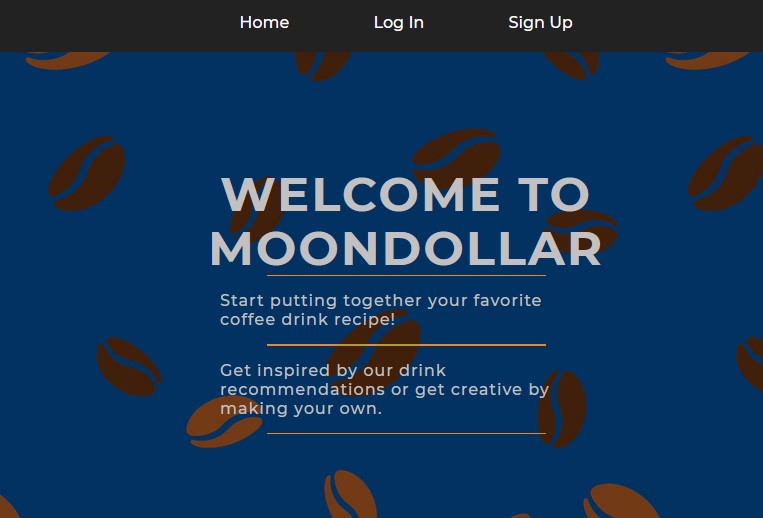 Home Log In Sign Up
WELCOME TO
MOONDOLLAR
Start putting together your favorite
coffee drink recipe!
Get inspired by our drink
recommendations or get creative by
making your own.